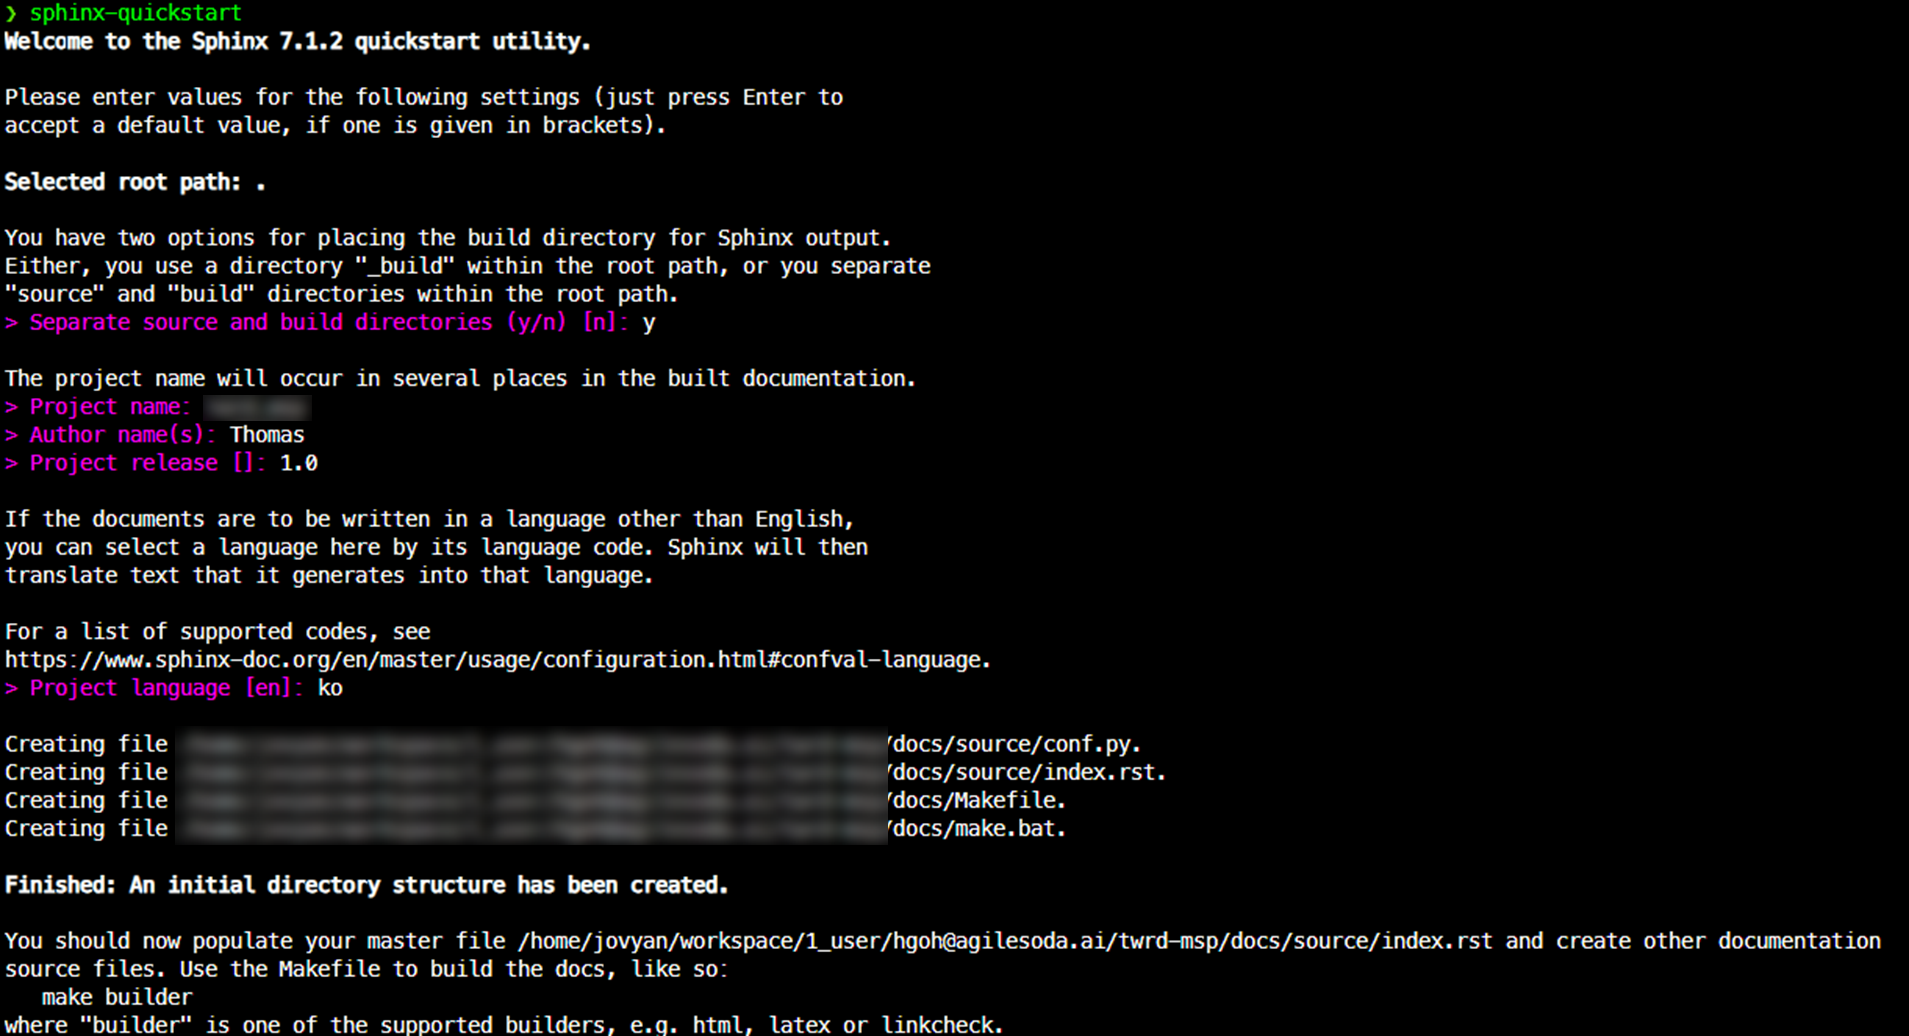 ❯ sphinx-quickstart
Welcome to the Sphinx 7.1.2 quickstart utility.
Please enter values for the following settings (just press Enter to
accept a default value, if one is given in brackets).
Selected root path: .
You have two options for placing the build directory for Sphinx output.
Either, you use a directory "_build" within the root path, or you separate
"source" and "build" directories within the root path.
> Separate source and build directories (y/n) [n]: y
The project name will occur in several places in the built documentation.
> Project name:
> Author name(s): Thomas
> Project release []: 1.0
If the documents are to be written in a language other than English,
you can select a language here by its language code. Sphinx will then
translate text that it generates into that language.
For a list of supported codes, see
https://www.sphinx-doc.org/en/master/usage/configuration.html#confval-language.
> Project language [en]: ko
Creating file /docs/source/conf.py.
Creating file /docs/source/index.rst.
Creating file /docs/Makefile.
Creating file /docs/make.bat.
Finished: An initial directory structure has been created.
You should now populate your master file /home/jovyan/workspace/1_user/hgoh@agilesoda.ai/twrd-msp/docs/source/index.rst and create other documentation
source files. Use the Makefile to build the docs, like so:
make builder
where "builder" is one of the supported builders, e.g. html, latex or linkcheck.